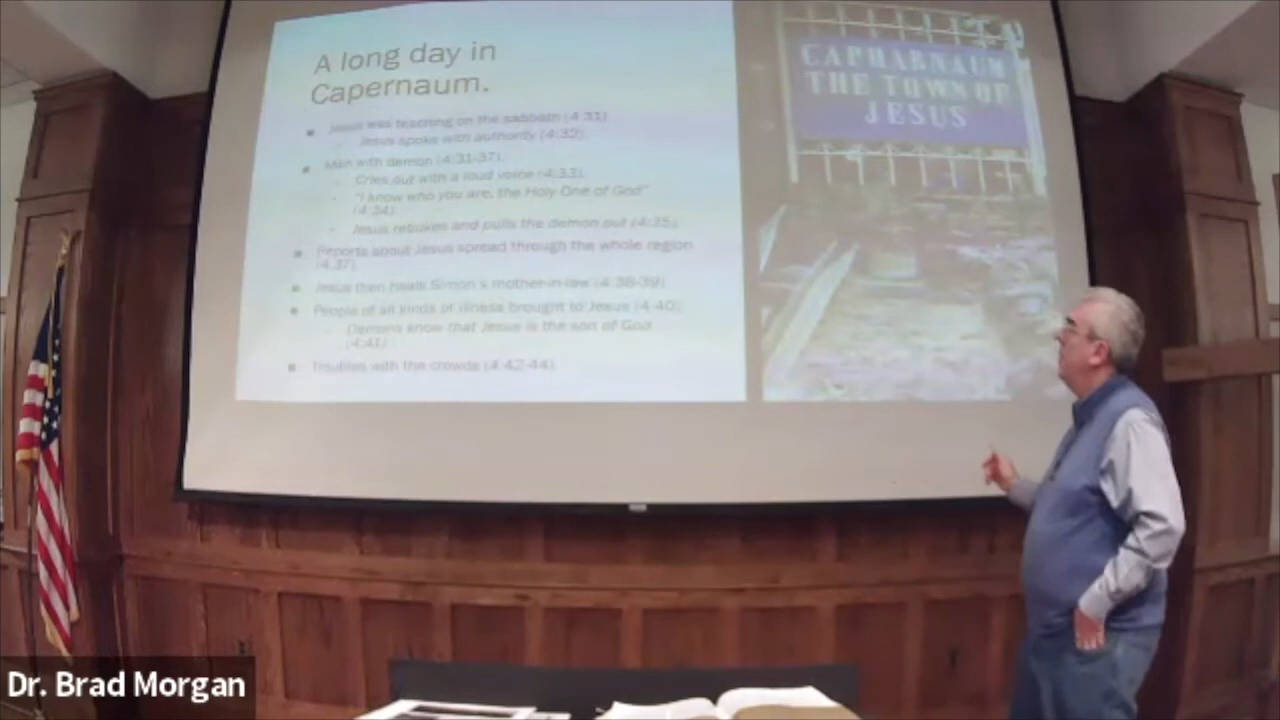 A long day in
Capernaum.
Jesus was teaching on the sabbath (4:31)
Jesus spoke with authority (4:32).
Man with demon (4:31-37).
Cries out with a loud voice (4:33).
"I know who you are, the Holy One of God"
(4:34).
Jesus rebukes and pulls the demon out (4:35).
Reports about Jesus spread through the whole region
(4:37).
Jesus then heals Simon's mother-in-law (4:38-39).
People of all kinds of illness brought to Jesus (4:40).
Demons know that Jesus is the son of God
(4:41).
Troubles with the crowds (4:42-44).
CAPHARNAUM
THE TOWN OF
JESUS
Dr. Brad Morgan